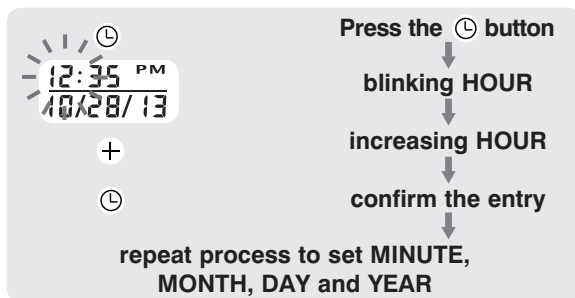 Press the button
12:35 PM
10/28/13
blinking HOUR
+
increasing HOUR
confirm the entry
repeat process to set MINUTE,
MONTH, DAY and YEAR